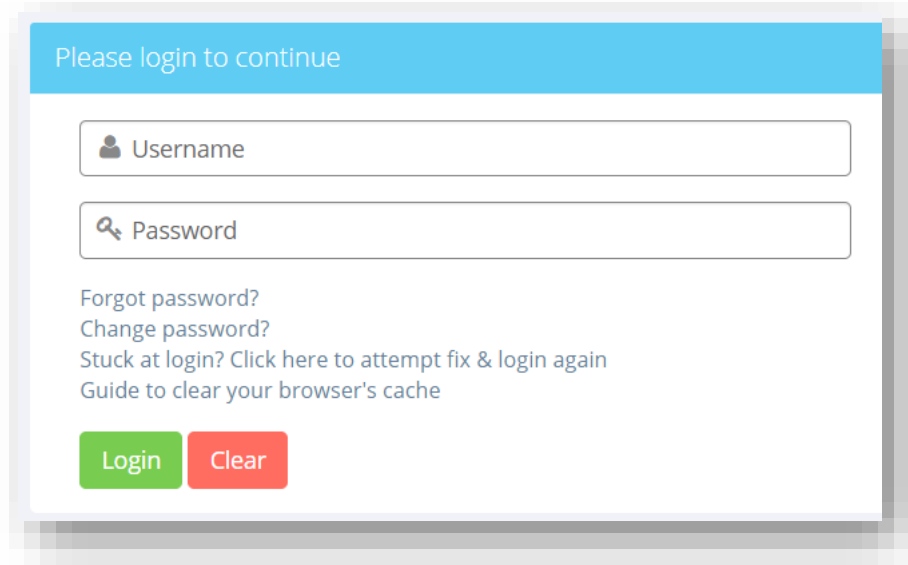 Please login to continue
Username
Password
Forgot password?
Change password?
Stuck at login? Click here to attempt fix & login again
Guide to clear your browser's cache
Login Clear